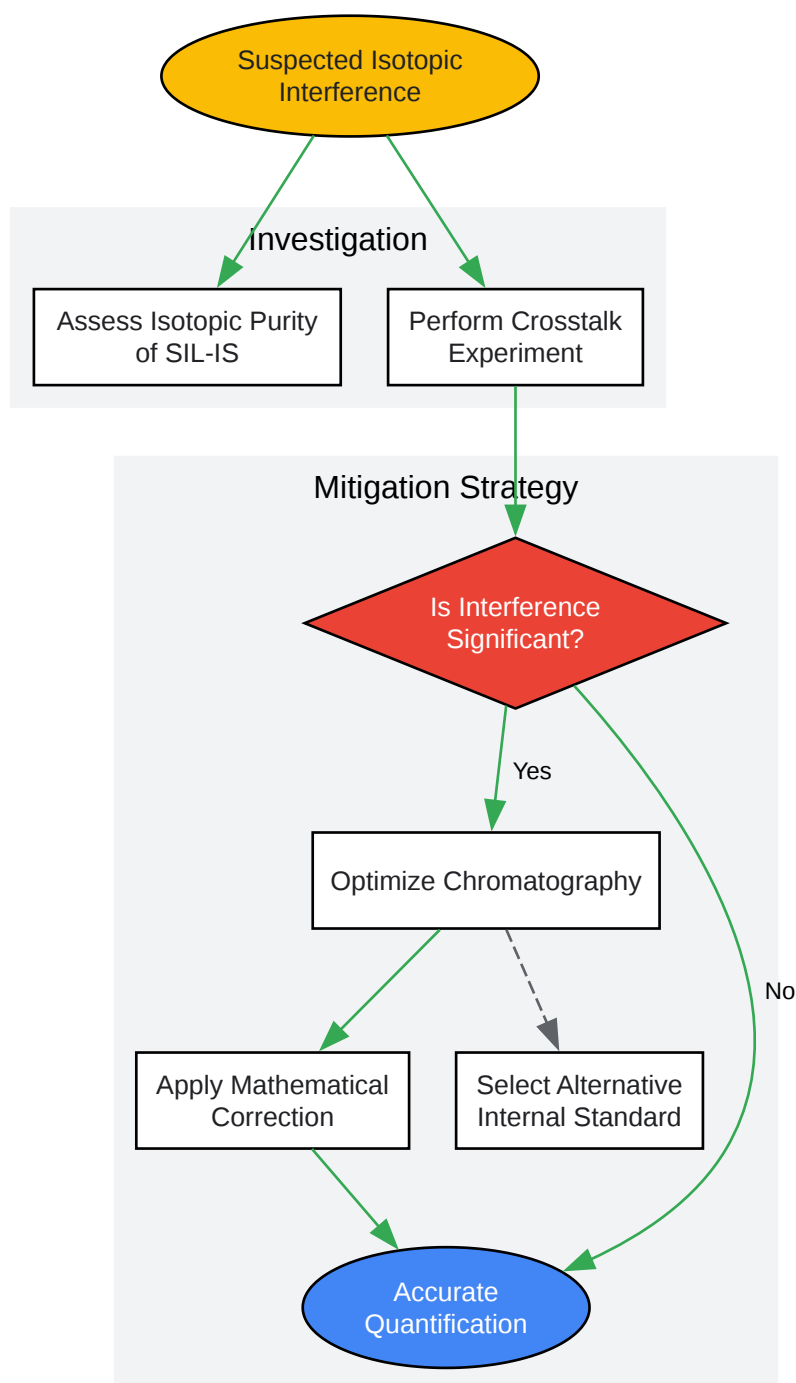 Suspected Isotopic
Interference
Investigation
Assess Isotopic Purity
of SIL-IS
Perform Crosstalk
Experiment
Mitigation Strategy
Is Interference
Significant?
Yes
Optimize Chromatography
No
Apply Mathematical
Correction
Select Alternative
Internal Standard
Accurate
Quantification